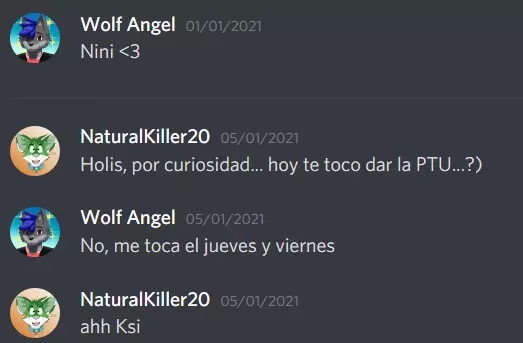 Wolf Angel 01/01/2021
Nini <3
NaturalKiller20 05/01/2021
Holis, por curiosidad... hoy te toco dar la PTU...?)
Wolf Angel 05/01/2021
No, me toca el jueves y viernes
NaturalKiller20 05/01/2021
ahh Ksi